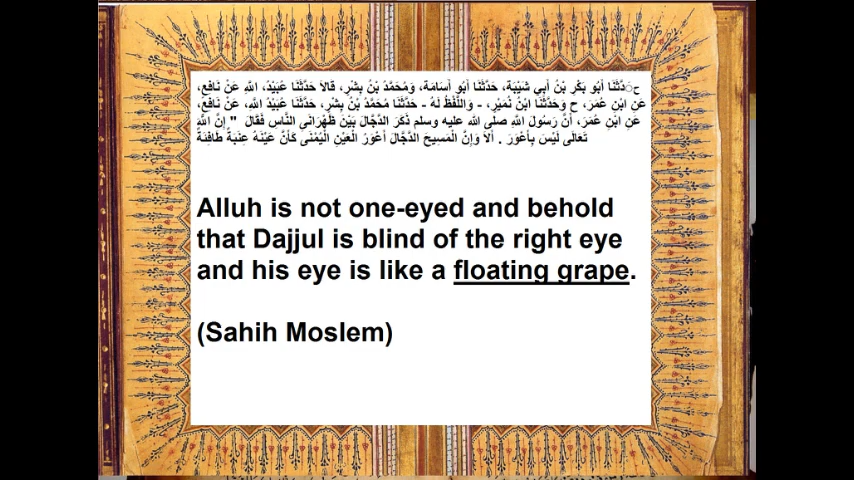 حَدَّثَنَا أَبُو بَكْرِ بْنُ أَبِي شَيْبَةَ، حَدَّثَنَا أَبُو أُسَامَةَ، وَمُحَمَّدُ بْنُ بِشْرٍ، قَالاَ حَدَّثَنَا عُبَيْدُ، اللَّهِ عَنْ نَافِعٍ،
عَنِ ابْنِ عُمَرَ، ح وَحَدَّثَنَا ابْنُ نُمَيْرٍ، - وَاللَّفْظُ لَهُ - حَدَّثَنَا مُحَمَّدُ بْنُ بِشْرٍ، حَدَّثَنَا عُبَيْدُ اللَّهِ، عَنْ نَافِعٍ،
عَنِ ابْنِ عُمَرَ، أَنَّ رَسُولَ اللَّهِ صلى الله عليه وسلم ذَكَرَ الدَّجَّالَ بَيْنَ ظَهْرَانَىِ النَّاسِ فَقَالَ ‏"‏ إِنَّ اللَّهَ
تَعَالَى لَيْسَ بِأَعْوَرَ ‏.‏ أَلاَ وَإِنَّ الْمَسِيحَ الدَّجَّالَ أَعْوَرُ الْعَيْنِ الْيُمْنَى كَأَنَّ عَيْنَهُ عِنَبَةٌ طَافِئَةٌ
Alluh is not one-eyed and behold
that Dajjul is blind of the right eye
and his eye is like a floating grape.
(Sahih Moslem)